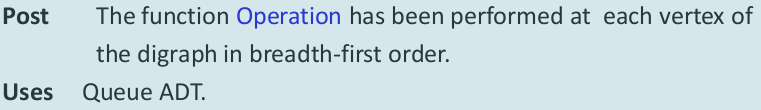 Post The function Operation has been performed at each vertex of
the digraph in breadth-first order.
Uses Queue ADT.